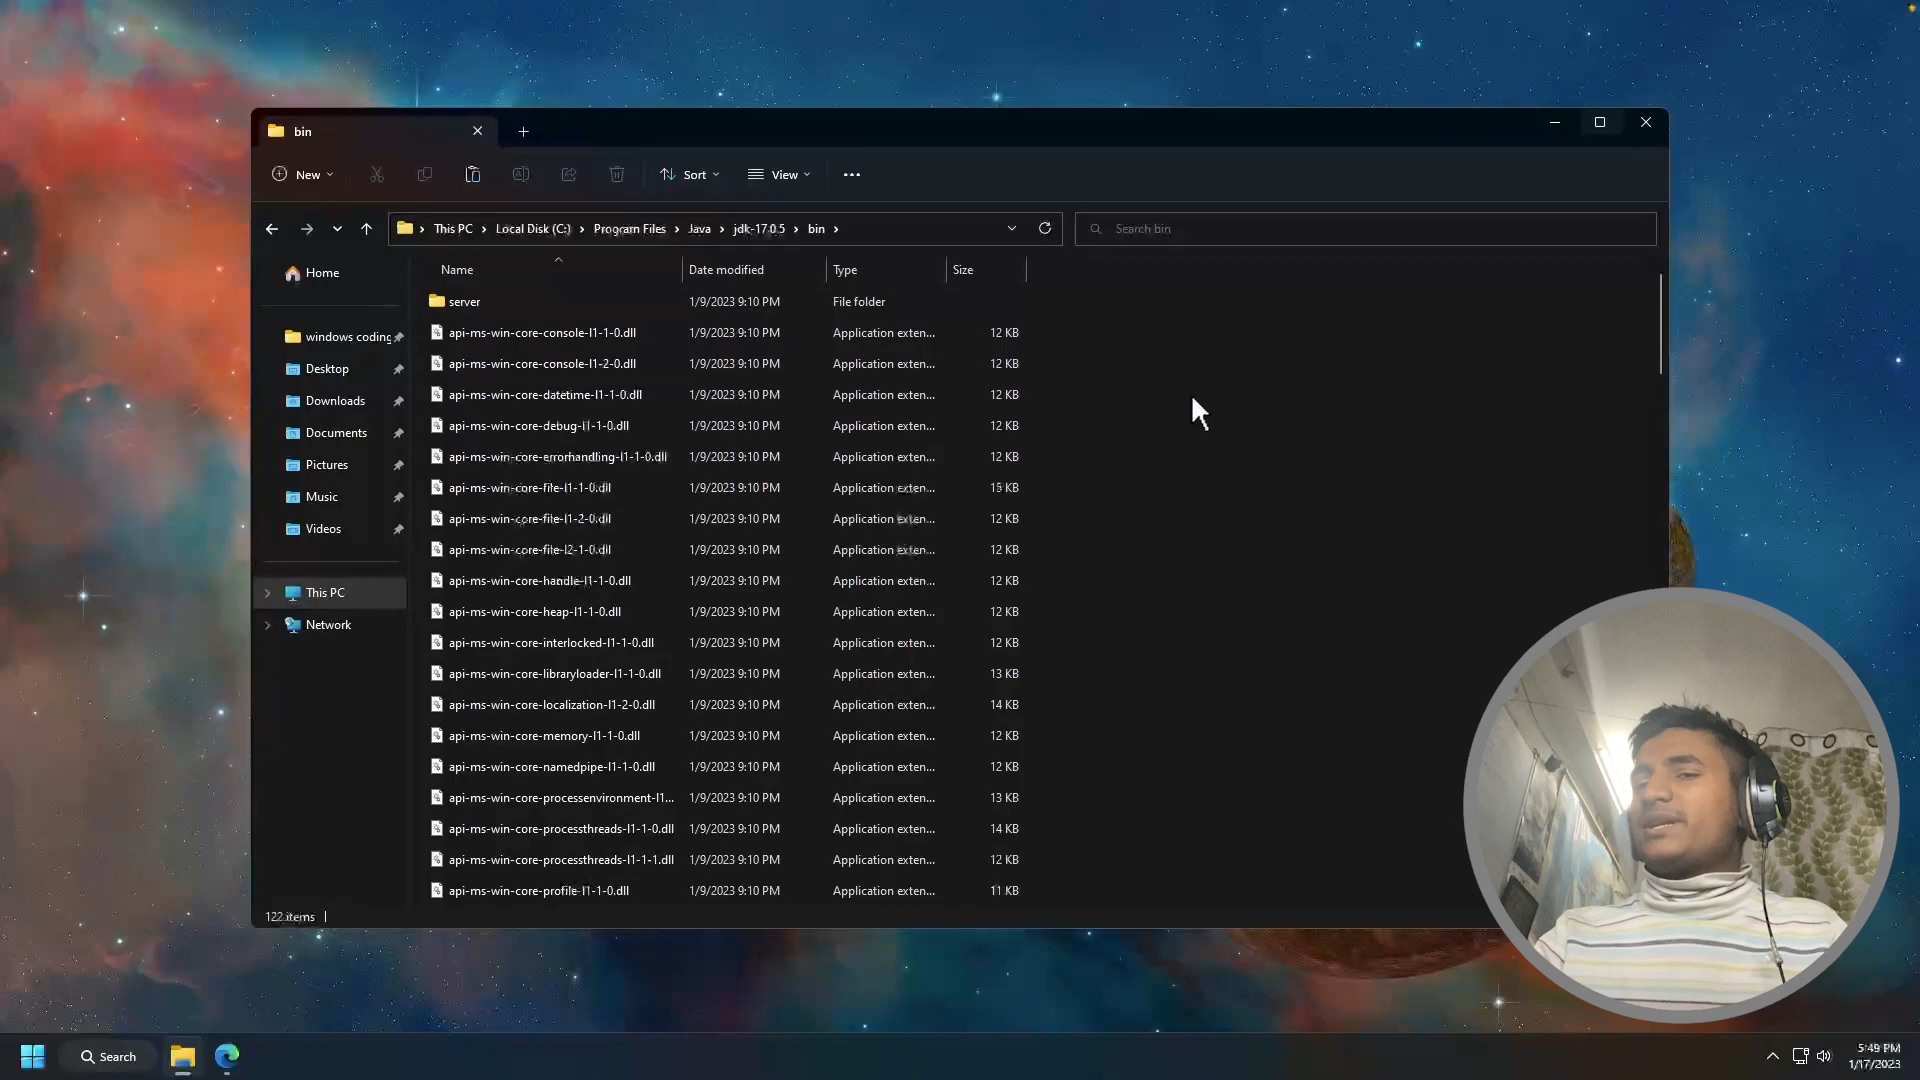 bin
New
Sort
View
This PC
Local Disk (C:)
Program Files
Java
jdk-17.0.5
bin
Search bin
Name
Date modified
Type
Size
server 1/9/2023 9:10 PM File folder
api-ms-win-core-console-l1-1-0.dll 1/9/2023 9:10 PM Application exten... 12 KB
api-ms-win-core-console-l1-2-0.dll 1/9/2023 9:10 PM Application exten... 12 KB
api-ms-win-core-datetime-l1-1-0.dll 1/9/2023 9:10 PM Application exten... 12 KB
api-ms-win-core-debug-l1-1-0.dll 1/9/2023 9:10 PM Application exten... 12 KB
api-ms-win-core-errorhandling-l1-1-0.dll 1/9/2023 9:10 PM Application exten... 12 KB
api-ms-win-core-file-l1-1-0.dll 1/9/2023 9:10 PM Application exten... 15 KB
api-ms-win-core-file-l1-2-0.dll 1/9/2023 9:10 PM Application exten... 12 KB
api-ms-win-core-file-l2-1-0.dll 1/9/2023 9:10 PM Application exten... 12 KB
api-ms-win-core-handle-l1-1-0.dll 1/9/2023 9:10 PM Application exten... 12 KB
api-ms-win-core-heap-l1-1-0.dll 1/9/2023 9:10 PM Application exten... 12 KB
api-ms-win-core-interlocked-l1-1-0.dll 1/9/2023 9:10 PM Application exten... 12 KB
api-ms-win-core-libraryloader-l1-1-0.dll 1/9/2023 9:10 PM Application exten... 13 KB
api-ms-win-core-localization-l1-2-0.dll 1/9/2023 9:10 PM Application exten... 14 KB
api-ms-win-core-memory-l1-1-0.dll 1/9/2023 9:10 PM Application exten... 12 KB
api-ms-win-core-namedpipe-l1-1-0.dll 1/9/2023 9:10 PM Application exten... 12 KB
api-ms-win-core-processenvironment-l1... 1/9/2023 9:10 PM Application exten... 13 KB
api-ms-win-core-processthreads-l1-1-0.dll 1/9/2023 9:10 PM Application exten... 14 KB
api-ms-win-core-processthreads-l1-1-1.dll 1/9/2023 9:10 PM Application exten... 12 KB
api-ms-win-core-profile-l1-1-0.dll 1/9/2023 9:10 PM Application exten... 11 KB
Home
windows coding
Desktop
Downloads
Documents
Pictures
Music
Videos
This PC
Network
122 items
Search
5:49 PM
1/17/2023